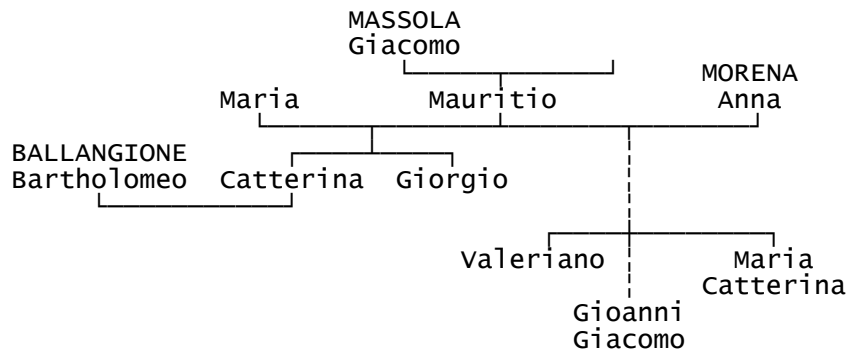 MASSOLA
Giacomo
MORENA
Maria Mauritio Anna
BALLANGIONE
Bartholomeo Catterina Giorgio
Valeriano Maria
Catterina
Gioanni
Giacomo